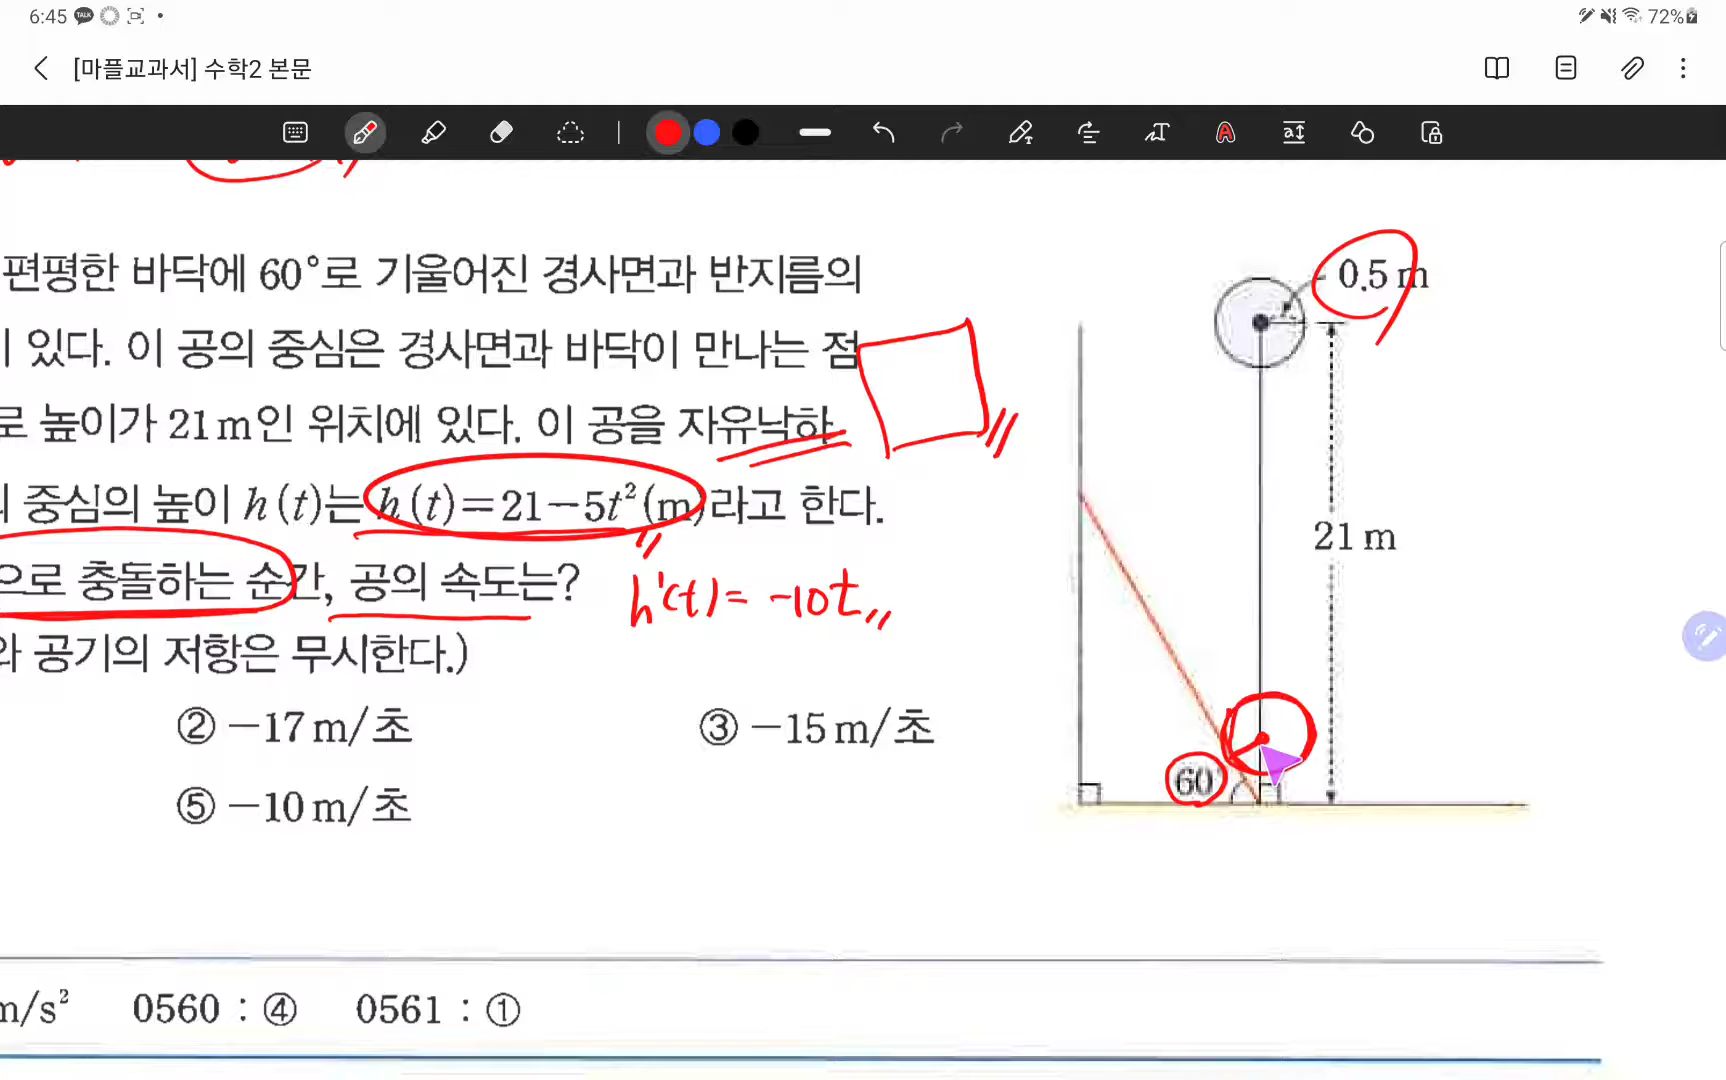 6:45 TALK
72%
[마플교과서] 수학2 본문
편평한 바닥에 60°로 기울어진 경사면과 반지름의
있다. 이 공의 중심은 경사면과 바닥이 만나는 점
로 높이가 21 m인 위치에 있다. 이 공을 자유낙하
중심의 높이 h(t)는 h(t)=21-5t²(m)라고 한다.
으로 충돌하는 순간, 공의 속도는?
h'(t)= -10t
와 공기의 저항은 무시한다.)
② -17 m/초
③ -15 m/초
⑤ -10 m/초
0.5 m
21 m
60°
m/s² 0560 : ④ 0561 : ①